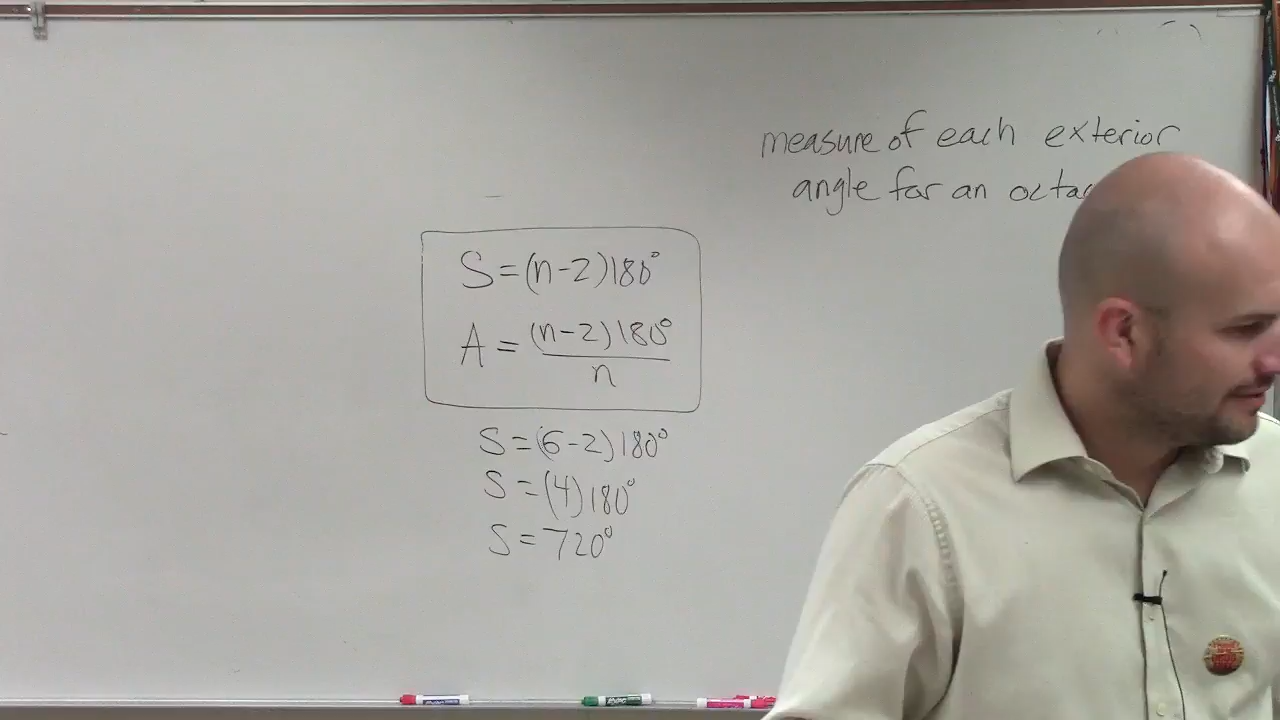 measure of each exterior
angle for an
S=(n-2)180°
A = (n-2)180°
n
S=(6-2)180°
S=(4)180°
S=720°